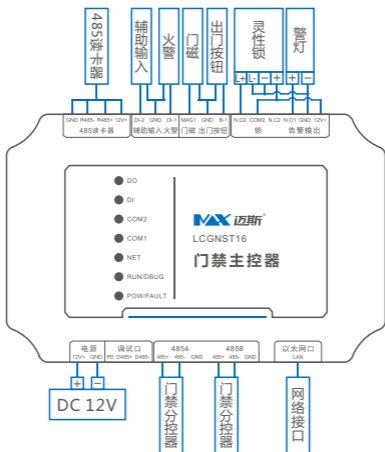 485读卡器
辅助输入
火警
门磁
出门按钮
灵性锁
警灯
L+ L- − + + −
GND R485- R485+ 12V+ DI-2 GND DI-1 MAG1 GND B-1 N.O2 COM2 N.C2 N.O1 GND 12V+
485读卡器 辅助输入 火警 门磁 出门按钮 锁 告警输出
DO
DI
COM2
COM1
NET
RUN/DBUG
POW/FAULT
MAX 迈斯
LCGNST16
门禁主控器
电源 调试口 485A 485B 以太网口
12V+ GND PE D485+ D485- 485+ 485- GND 485+ 485- GND LAN
+ −
DC 12V
门禁分控器
门禁分控器
网络接口